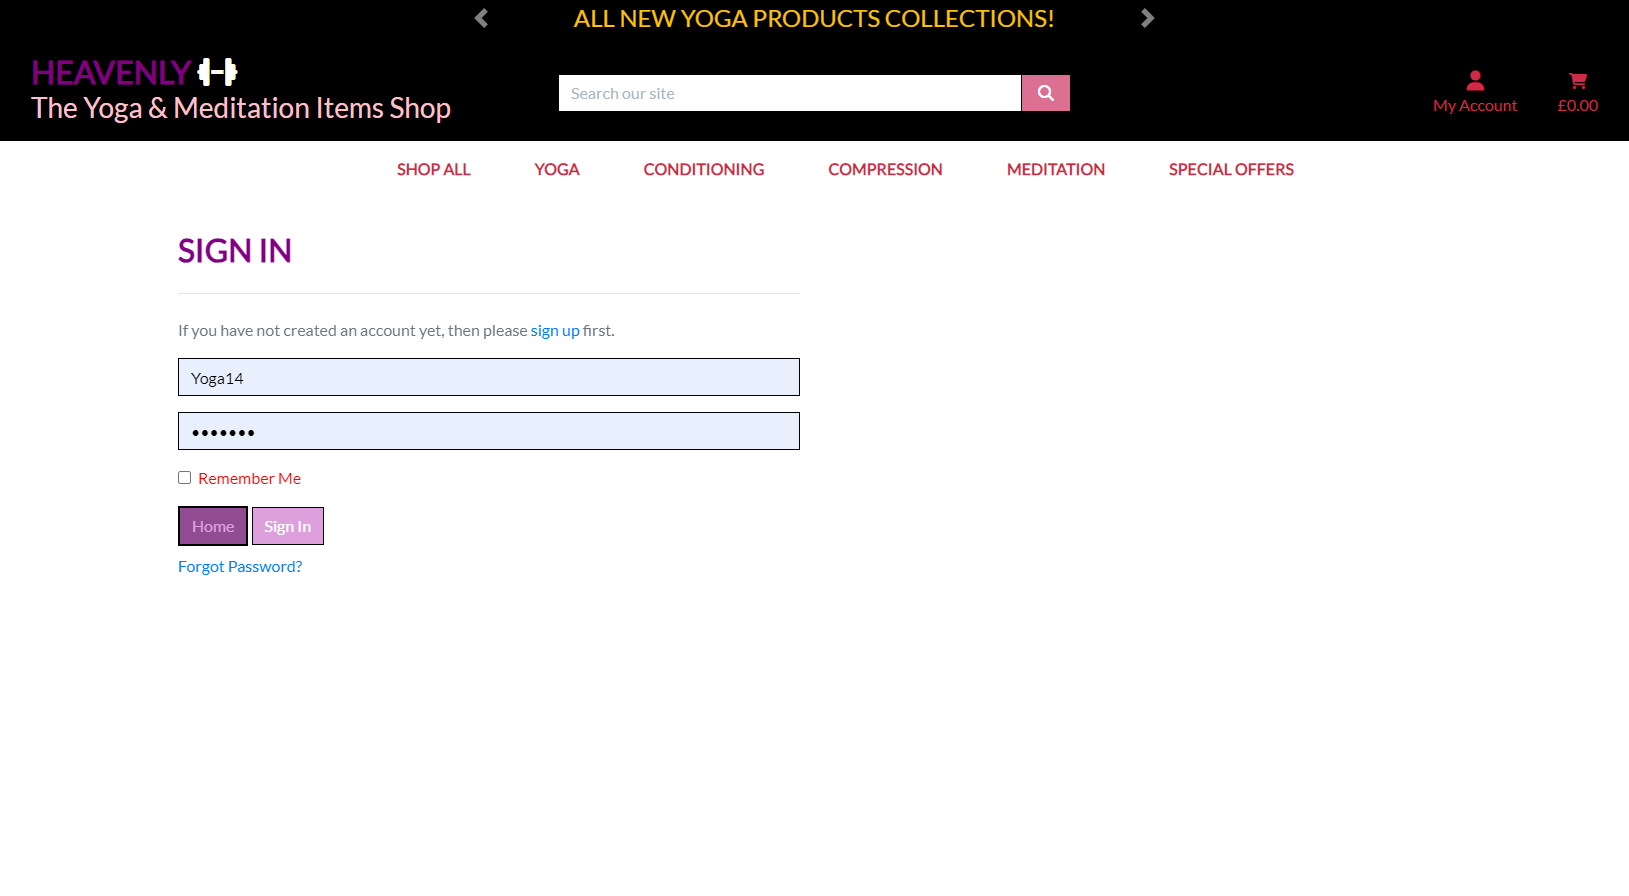 ALL NEW YOGA PRODUCTS COLLECTIONS!
HEAVENLY
The Yoga & Meditation Items Shop
Search our site
My Account
£0.00
SHOP ALL
YOGA
CONDITIONING
COMPRESSION
MEDITATION
SPECIAL OFFERS
SIGN IN
If you have not created an account yet, then please sign up first.
Yoga14
•••••••
Remember Me
Home
Sign In
Forgot Password?